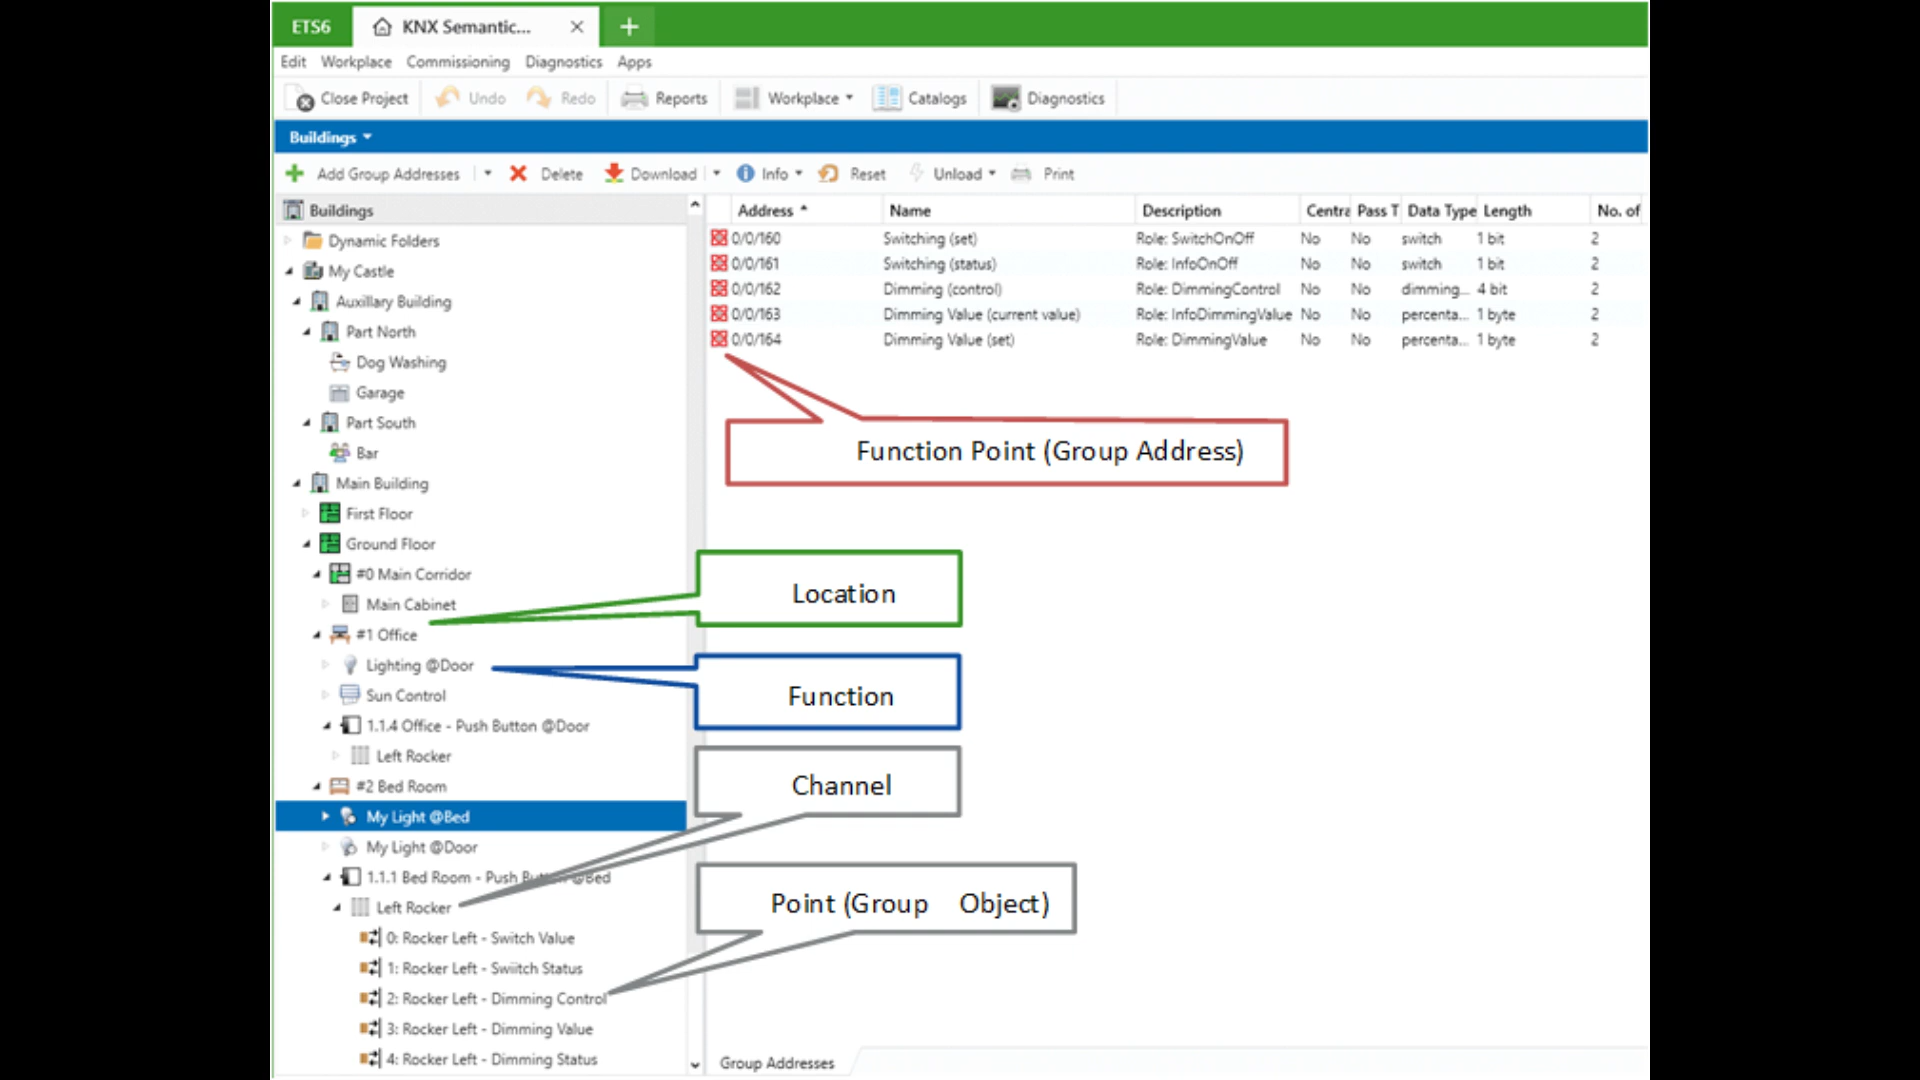 ETS6 KNX Semantic...
Edit Workplace Commissioning Diagnostics Apps
Close Project Undo Redo Reports Workplace Catalogs Diagnostics
Buildings
Add Group Addresses Delete Download Info Reset Unload Print
Buildings
Dynamic Folders
My Castle
Auxillary Building
Part North
Dog Washing
Garage
Part South
Bar
Main Building
First Floor
Ground Floor
#0 Main Corridor
Main Cabinet
#1 Office
Lighting @Door
Sun Control
1.1.4 Office - Push Button @Door
Left Rocker
#2 Bed Room
My Light @Bed
My Light @Door
1.1.1 Bed Room - Push Button @Bed
Left Rocker
0: Rocker Left - Switch Value
1: Rocker Left - Swiitch Status
2: Rocker Left - Dimming Control
3: Rocker Left - Dimming Value
4: Rocker Left - Dimming Status
Address Name Description Centra Pass T Data Type Length No. of
0/0/160 Switching (set) Role: SwitchOnOff No No switch 1 bit 2
0/0/161 Switching (status) Role: InfoOnOff No No switch 1 bit 2
0/0/162 Dimming (control) Role: DimmingControl No No dimming... 4 bit 2
0/0/163 Dimming Value (current value) Role: InfoDimmingValue No No percenta... 1 byte 2
0/0/164 Dimming Value (set) Role: DimmingValue No No percenta... 1 byte 2
Function Point (Group Address)
Location
Function
Channel
Point (Group Object)
Group Addresses